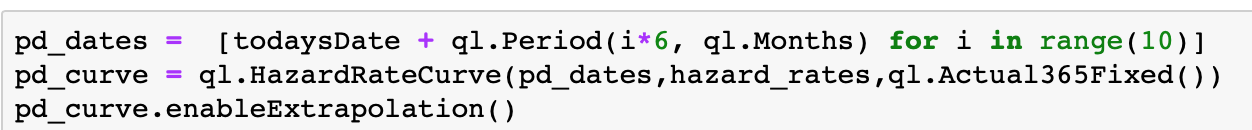 pd_dates =  [todaysDate + ql.Period(i*6, ql.Months) for i in range(10)]
pd_curve = ql.HazardRateCurve(pd_dates,hazard_rates,ql.Actual365Fixed())
pd_curve.enableExtrapolation()